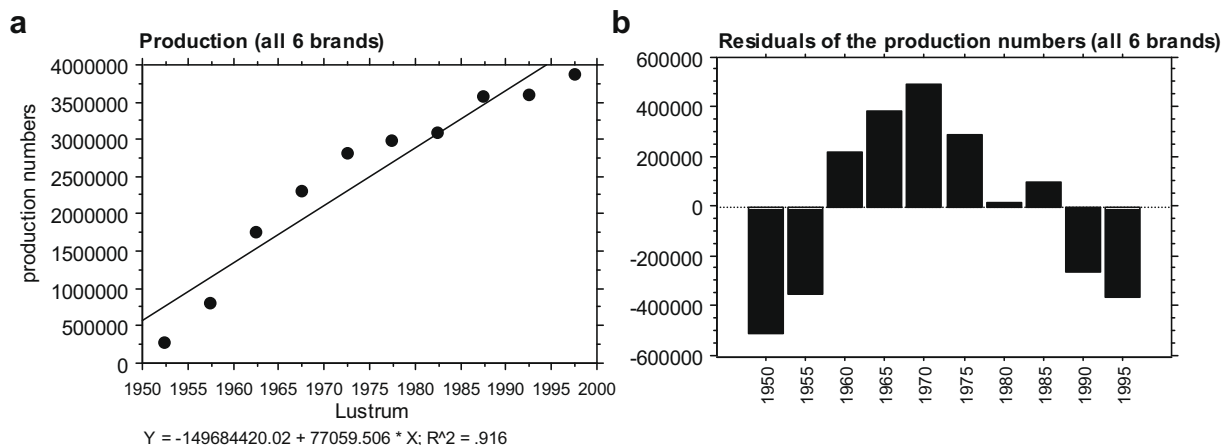 a
Production (all 6 brands)
4000000
3500000
3000000
2500000
2000000
1500000
1000000
500000
0
production numbers
1950 1955 1960 1965 1970 1975 1980 1985 1990 1995 2000
Lustrum
Y = -149684420.02 + 77059.506 * X; R^2 = .916
b
Residuals of the production numbers (all 6 brands)
600000
400000
200000
0
-200000
-400000
-600000
1950 1955 1960 1965 1970 1975 1980 1985 1990 1995